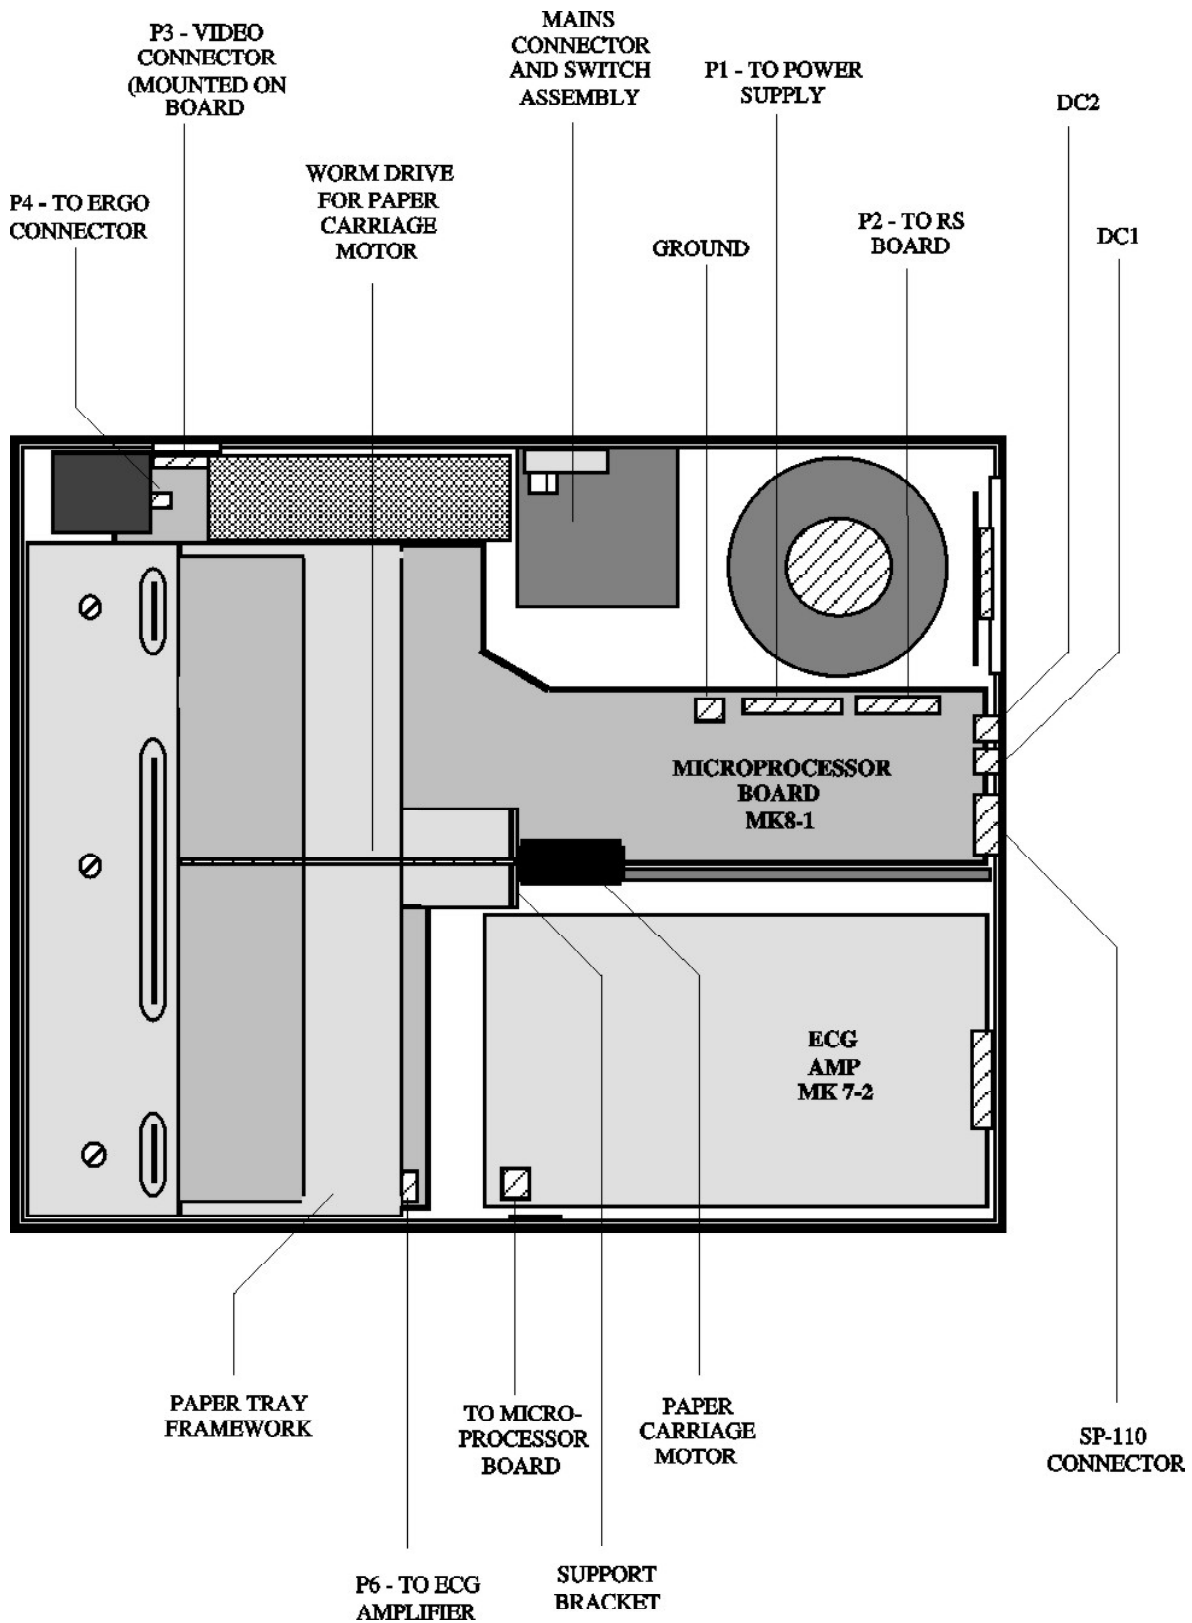 P3 - VIDEO
CONNECTOR
(MOUNTED ON
BOARD
MAINS
CONNECTOR
AND SWITCH
ASSEMBLY
P1 - TO POWER
SUPPLY
DC2
WORM DRIVE
FOR PAPER
CARRIAGE
MOTOR
P4 - TO ERGO
CONNECTOR
GROUND
P2 - TO RS
BOARD
DC1
MICROPROCESSOR
BOARD
MK8-1
ECG
AMP
MK 7-2
PAPER TRAY
FRAMEWORK
TO MICRO-
PROCESSOR
BOARD
PAPER
CARRIAGE
MOTOR
SP-110
CONNECTOR
P6 - TO ECG
AMPLIFIER
SUPPORT
BRACKET